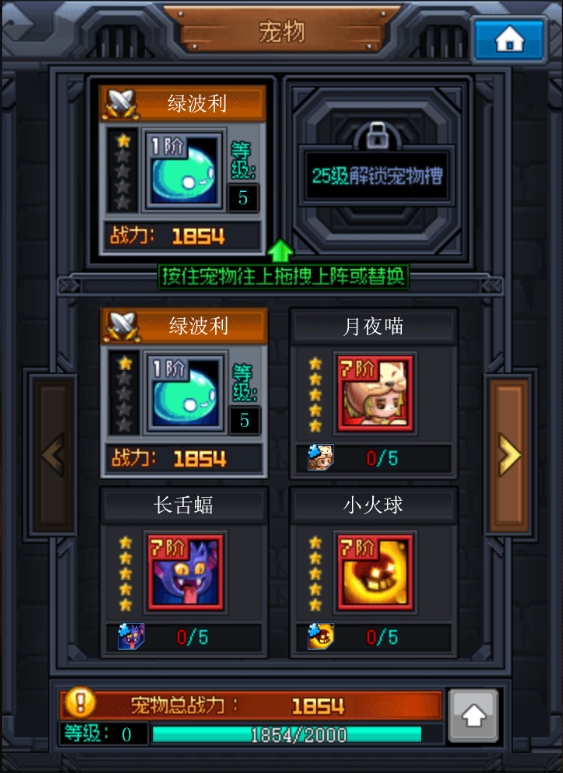 宠物
绿波利
1阶
等级:
5
战力: 1854
25级解锁宠物槽
按住宠物往上拖拽上阵或替换
绿波利
1阶
等级:
5
战力: 1854
月夜喵
7阶
0/5
长舌蝠
7阶
0/5
小火球
7阶
0/5
宠物总战力: 1854
等级: 0
1854/2000